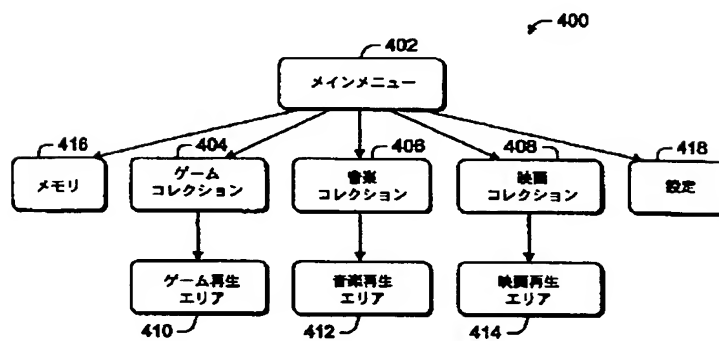 400
402
メインメニュー
416
404
406
408
418
メモリ
ゲーム
コレクション
音楽
コレクション
映画
コレクション
設定
ゲーム再生
エリア
音楽再生
エリア
映画再生
エリア
410
412
414